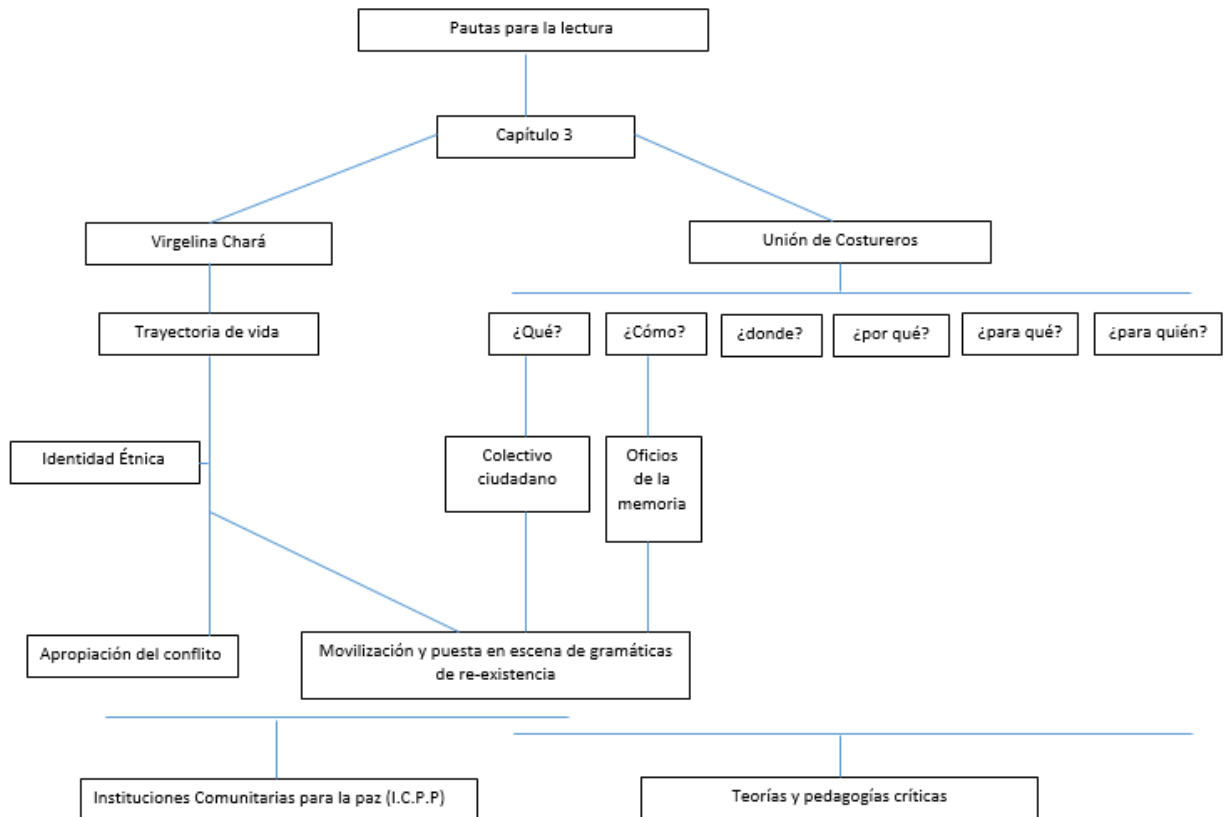 Pautas para la lectura
Capítulo 3
Virgelina Chará
Unión de Costureros
Trayectoria de vida
¿Qué?
¿Cómo?
¿donde?
¿por qué?
¿para qué?
¿para quién?
Identidad Étnica
Colectivo
ciudadano
Oficios
de la
memoria
Apropiación del conflito
Movilización y puesta en escena de gramáticas
de re-existencia
Instituciones Comunitarias para la paz (I.C.P.P)
Teorías y pedagogías críticas